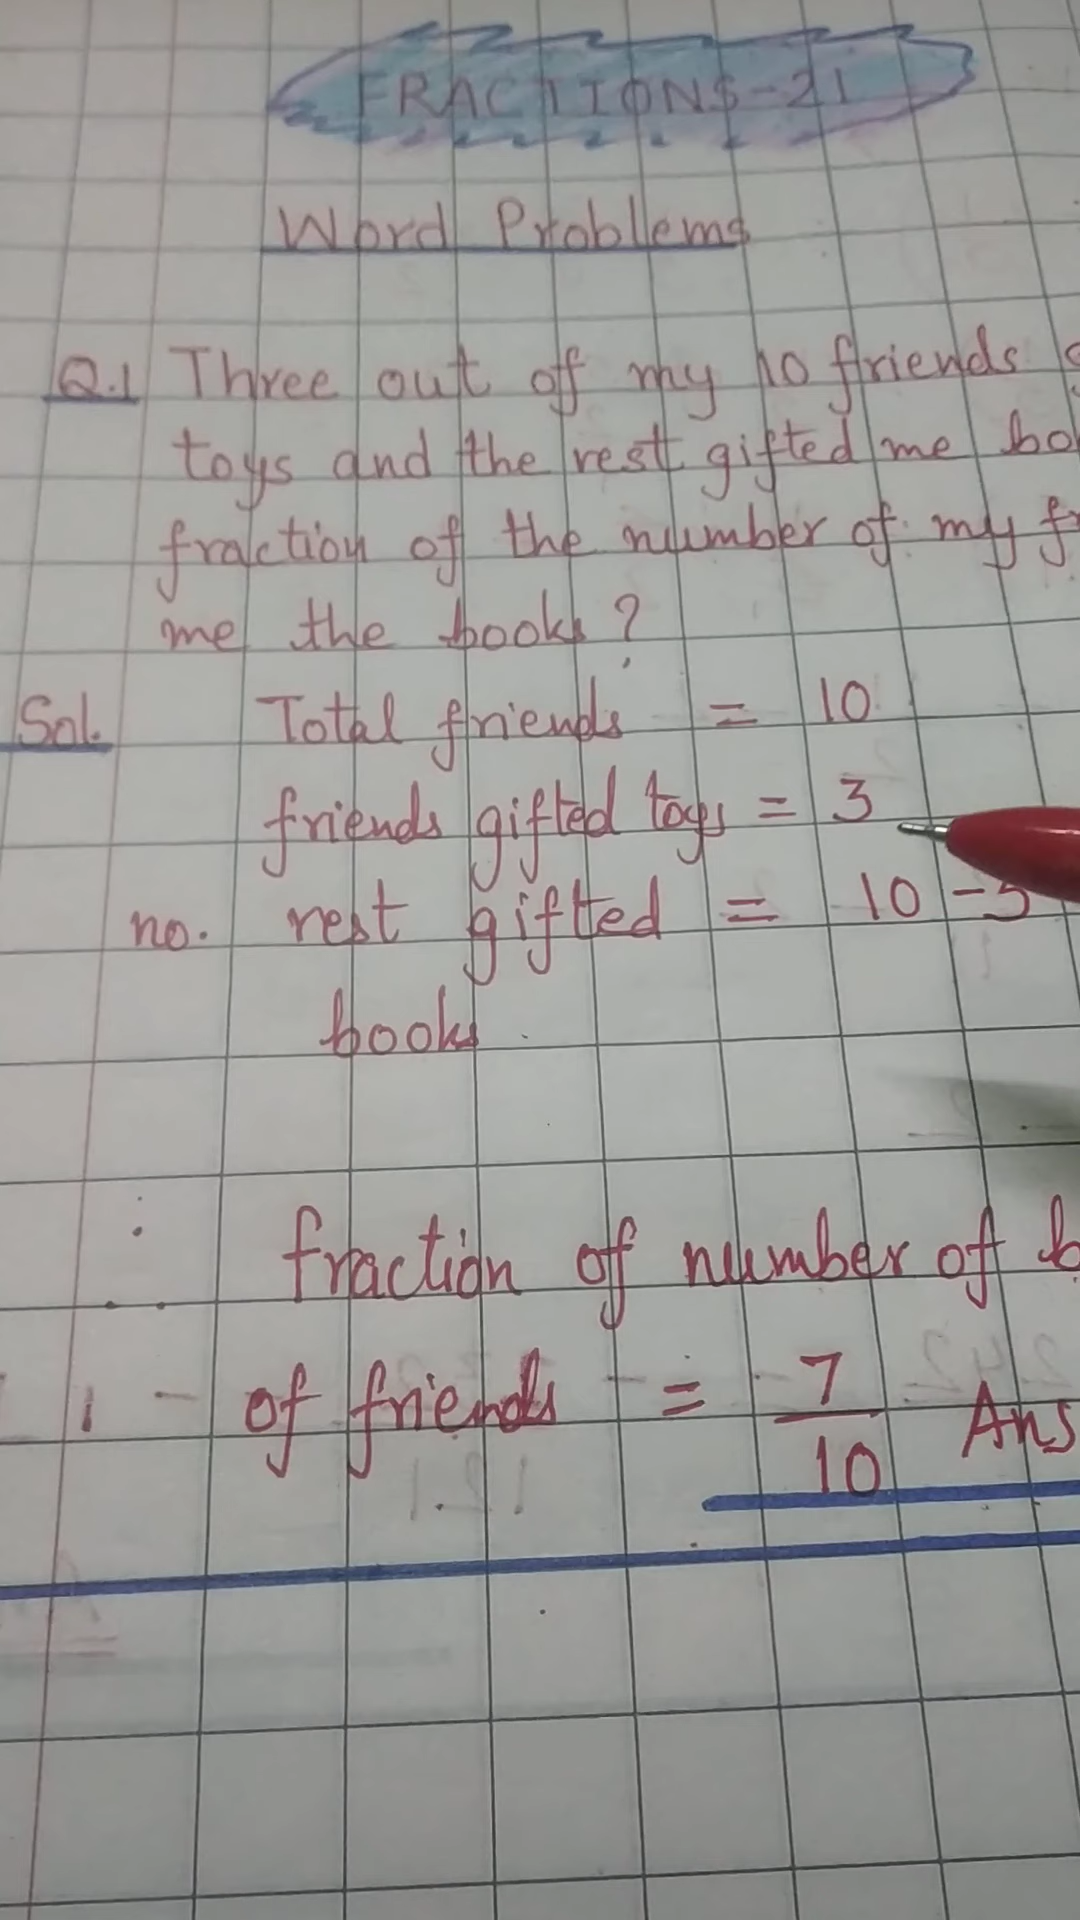 FRACTIONS-21
Word Problems
Q.1 Three out of my 10 friends
toys and the rest gifted me bo
fraction of the number of my fr
me the books?
Sol. Total friends = 10
friends gifted toys = 3
no. rest gifted = 10 -
books
∴ fraction of number of b
of friends = 7/10 Ans